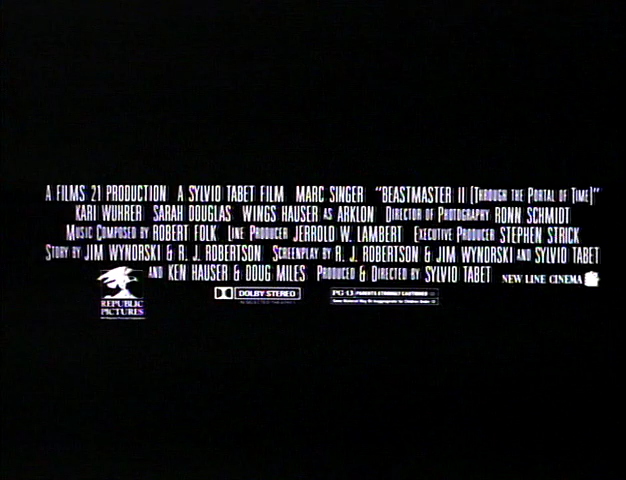 A FILMS 21 PRODUCTION A SYLVIO TABET FILM MARC SINGER "BEASTMASTER II (THROUGH THE PORTAL OF TIME)"
KARI WUHRER SARAH DOUGLAS WINGS HAUSER AS ARKLON DIRECTOR OF PHOTOGRAPHY RONN SCHMIDT
MUSIC COMPOSED BY ROBERT FOLK LINE PRODUCER JERROLD W. LAMBERT EXECUTIVE PRODUCER STEPHEN STRICK
STORY BY JIM WYNORSKI & R. J. ROBERTSON SCREENPLAY BY R. J. ROBERTSON & JIM WYNORSKI AND SYLVIO TABET
AND KEN HAUSER & DOUG MILES PRODUCED & DIRECTED BY SYLVIO TABET NEW LINE CINEMA
REPUBLIC
PICTURES
DOLBY STEREO
PG-13 PARENTS STRONGLY CAUTIONED